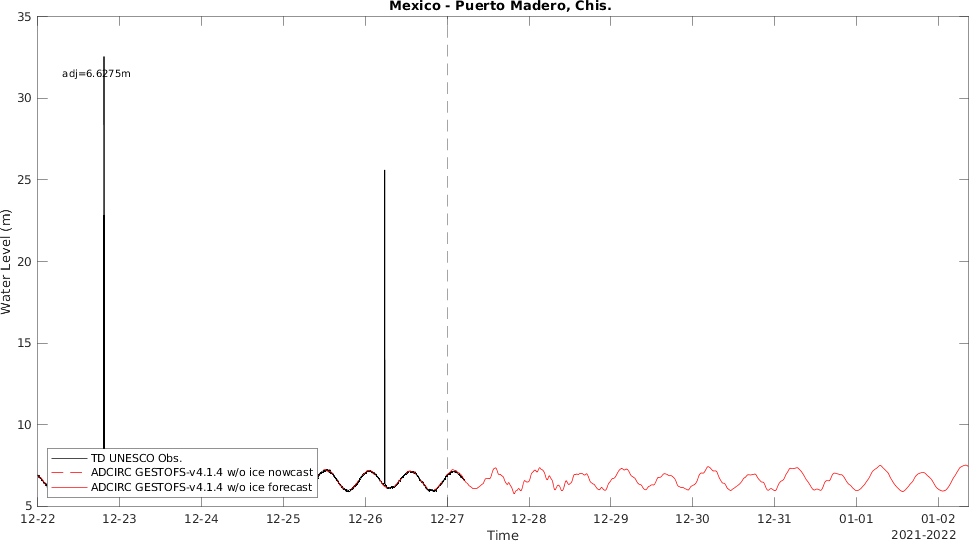 Mexico - Puerto Madero, Chis.
35
adj=6.6275m
30
25
20
15
10
5
Water Level (m)
TD UNESCO Obs.
ADCIRC GESTOFS-v4.1.4 w/o ice nowcast
ADCIRC GESTOFS-v4.1.4 w/o ice forecast
12-22 12-23 12-24 12-25 12-26 12-27 12-28 12-29 12-30 12-31 01-01 01-02
Time
2021-2022